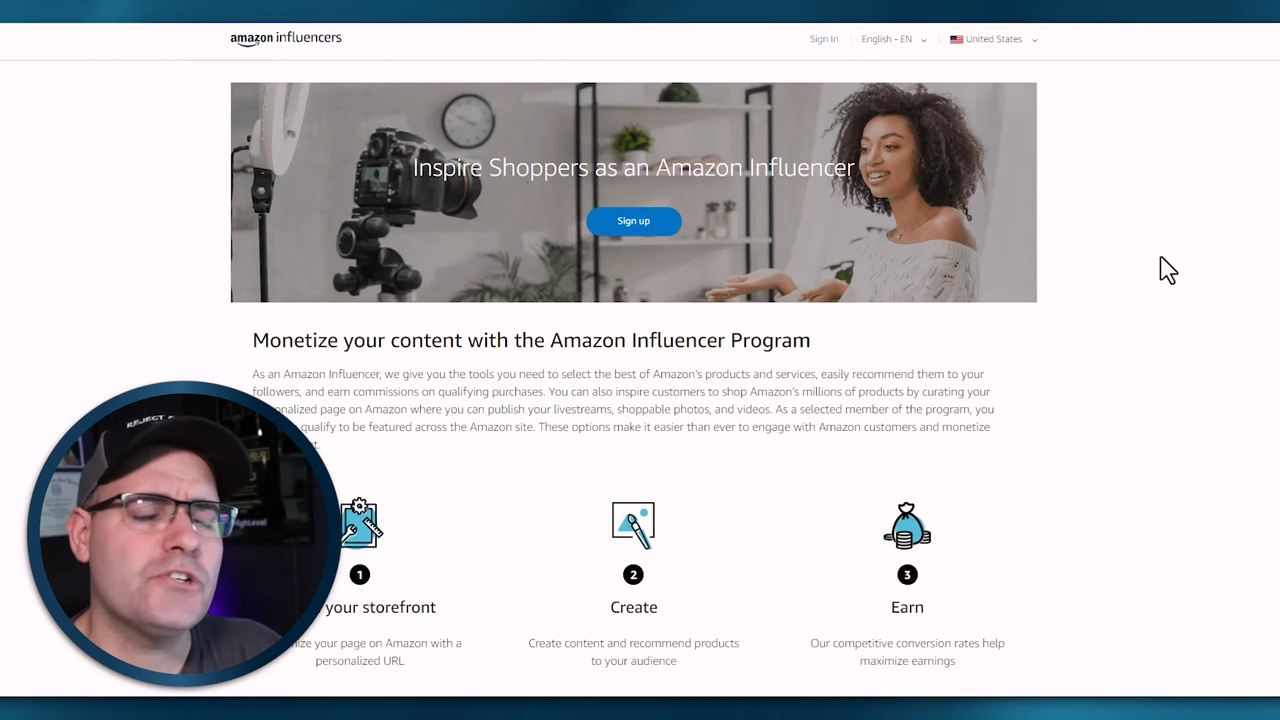 amazon influencers
Sign In
English - EN
United States
Inspire Shoppers as an Amazon Influencer
Sign up
Monetize your content with the Amazon Influencer Program
As an Amazon Influencer, we give you the tools you need to select the best of Amazon's products and services, easily recommend them to your
followers, and earn commissions on qualifying purchases. You can also inspire customers to shop Amazon's millions of products by curating your
page on Amazon where you can publish your livestreams, shoppable photos, and videos. As a selected member of the program, you
qualify to be featured across the Amazon site. These options make it easier than ever to engage with Amazon customers and monetize
REJECT
1
your storefront
page on Amazon with a
personalized URL
2
Create
Create content and recommend products
to your audience
3
Earn
Our competitive conversion rates help
maximize earnings